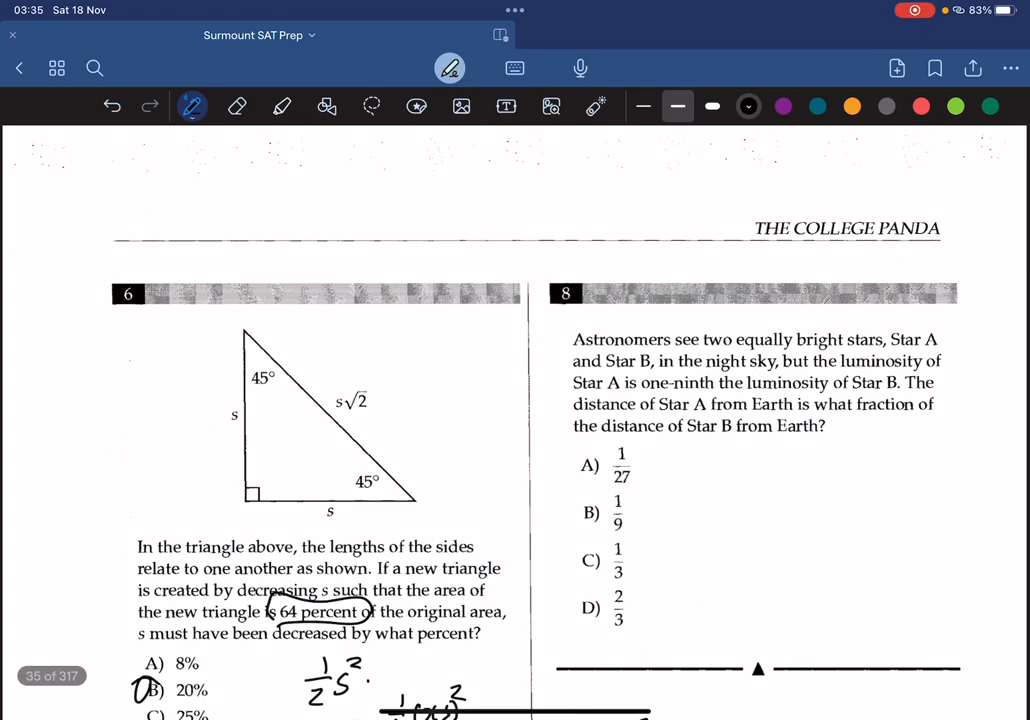 03:35 Sat 18 Nov
83%
Surmount SAT Prep
THE COLLEGE PANDA
6
45°
s√2
s
45°
s
In the triangle above, the lengths of the sides
relate to one another as shown. If a new triangle
is created by decreasing s such that the area of
the new triangle is 64 percent of the original area,
s must have been decreased by what percent?
A) 8%
B) 20%
C) 25%
1/2 s².
35 of 317
8
Astronomers see two equally bright stars, Star A
and Star B, in the night sky, but the luminosity of
Star A is one-ninth the luminosity of Star B. The
distance of Star A from Earth is what fraction of
the distance of Star B from Earth?
A) 1/27
B) 1/9
C) 1/3
D) 2/3